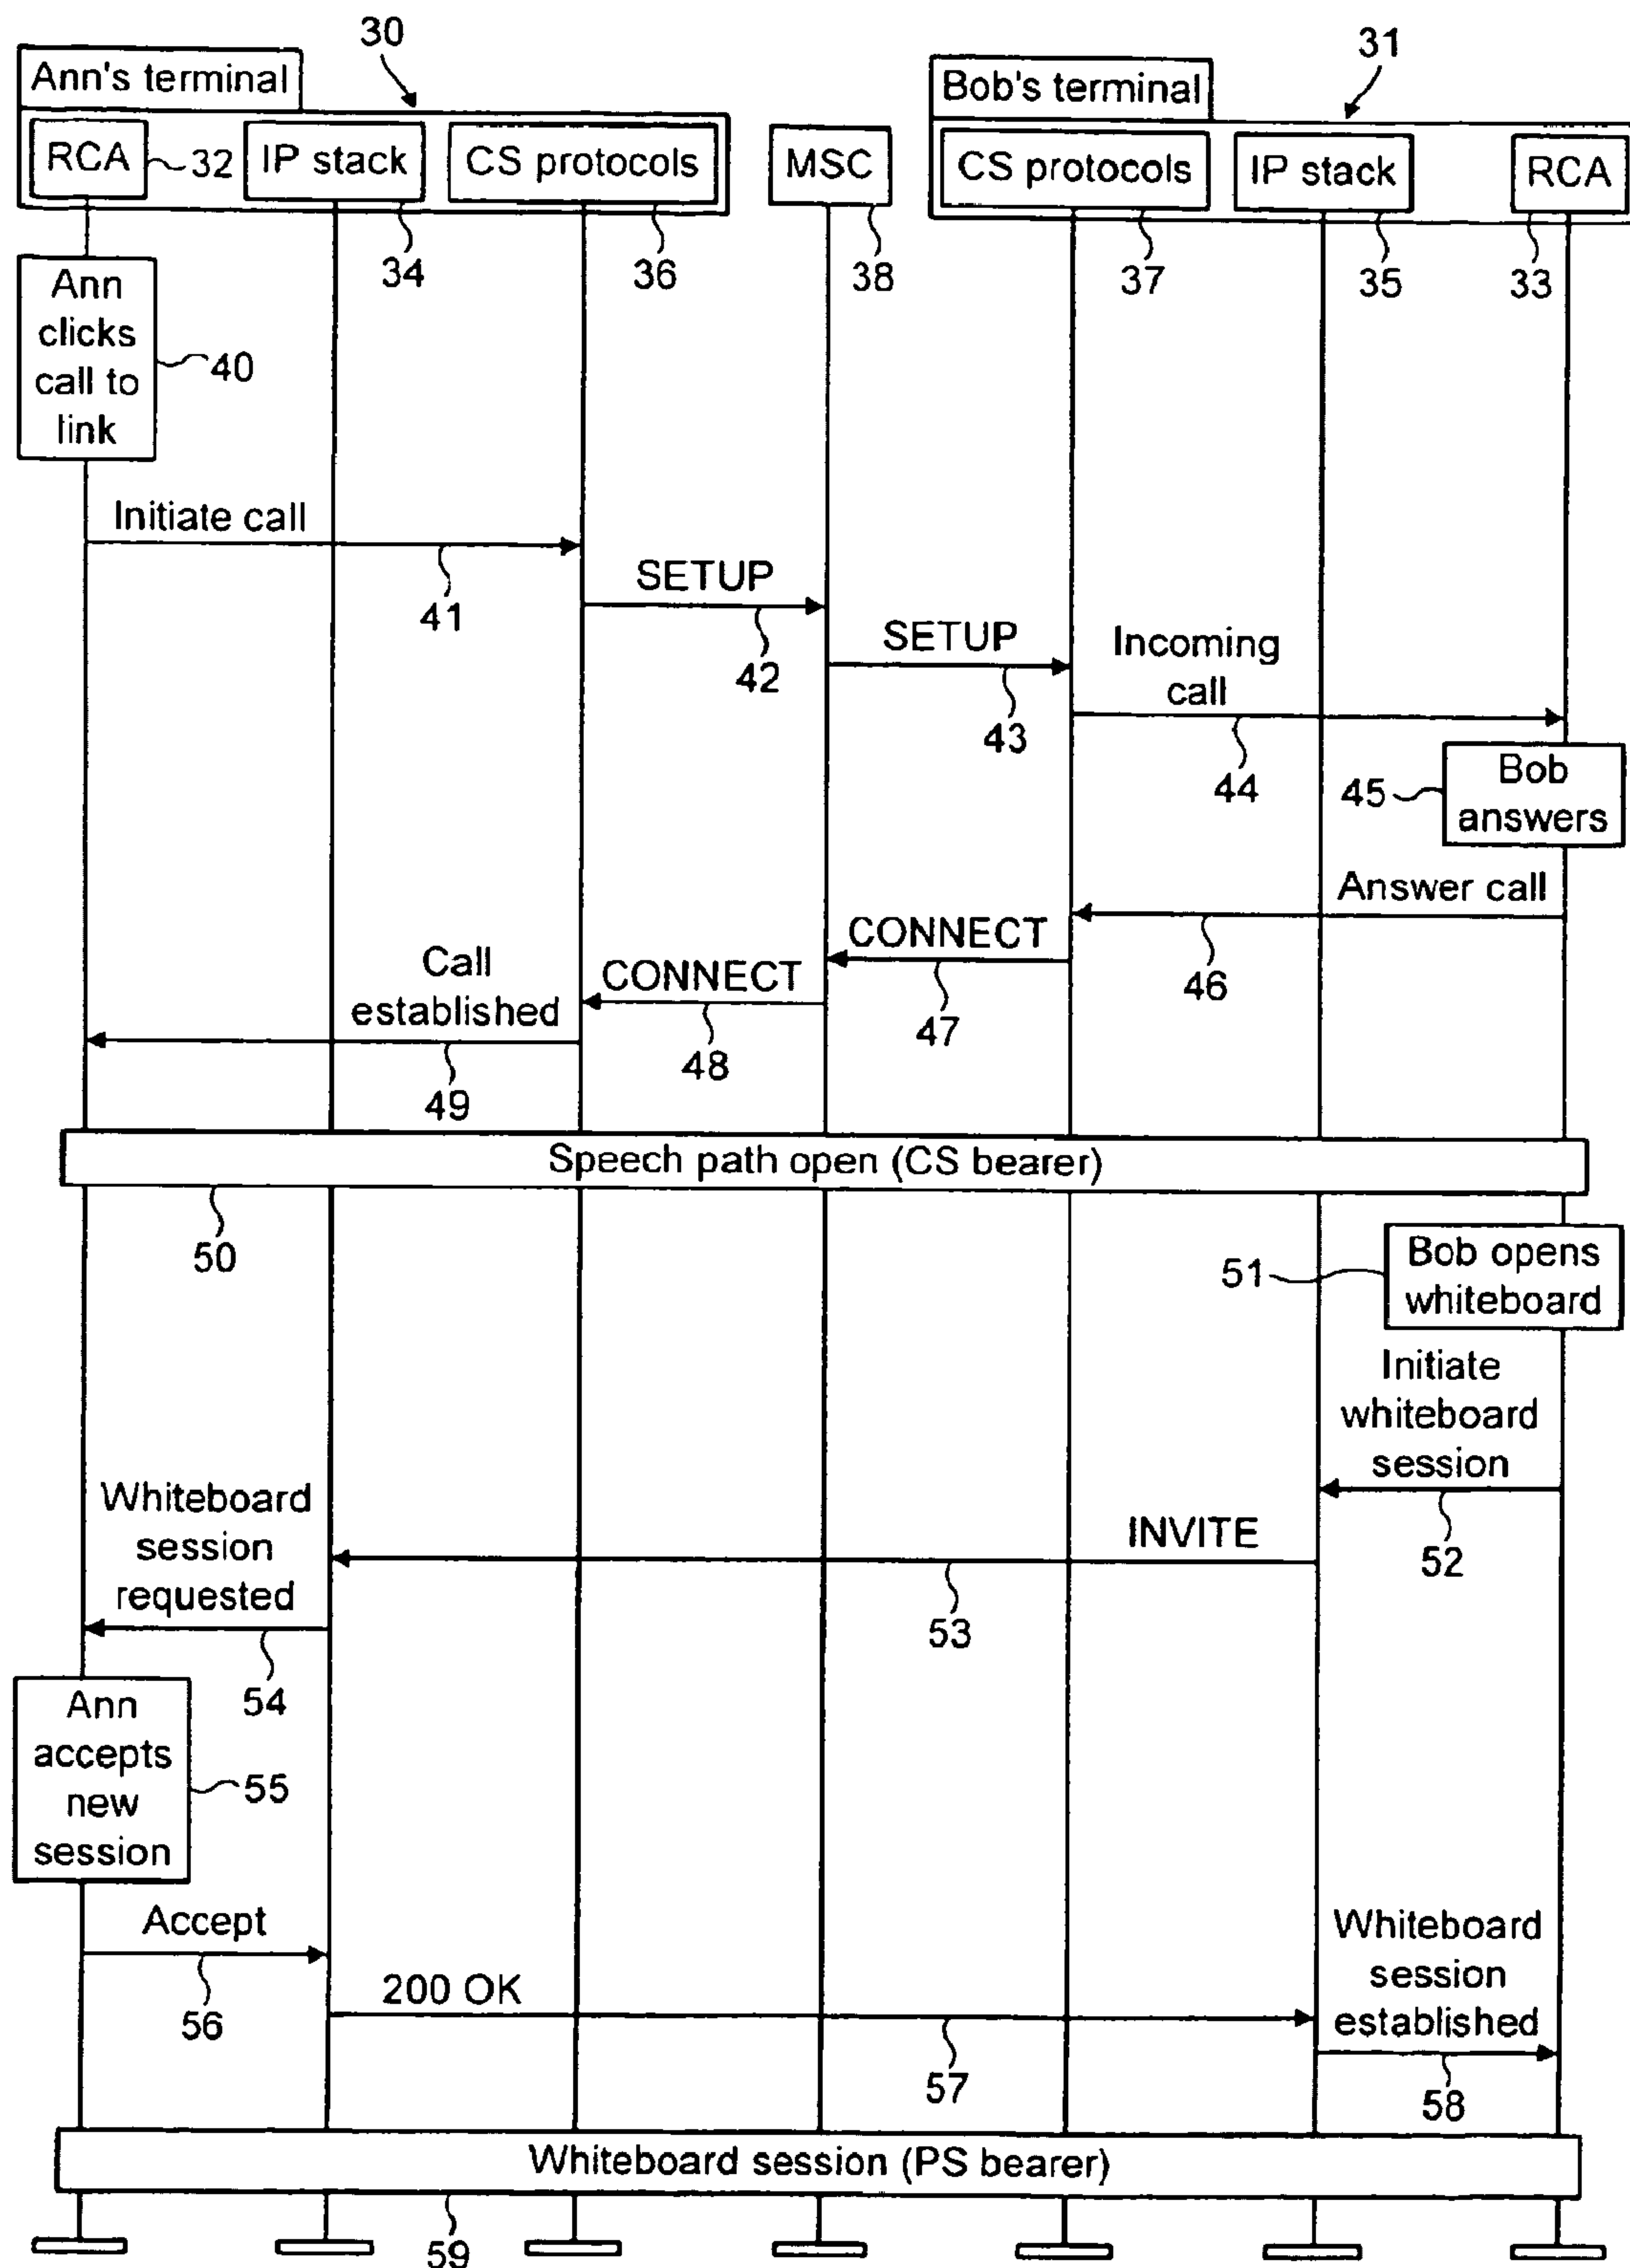 30
31
Ann's terminal
Bob's terminal
RCA
32
IP stack
CS protocols
MSC
CS protocols
IP stack
RCA
34
36
38
37
35
33
Ann
clicks
call to
link
40
Initiate call
41
SETUP
42
SETUP
43
Incoming
call
44
Bob
answers
45
Answer call
46
CONNECT
47
CONNECT
48
Call
established
49
Speech path open (CS bearer)
50
Bob opens
whiteboard
51
Initiate
whiteboard
session
52
INVITE
53
Whiteboard
session
requested
54
Ann
accepts
new
session
55
Accept
56
200 OK
57
Whiteboard
session
established
58
Whiteboard session (PS bearer)
59